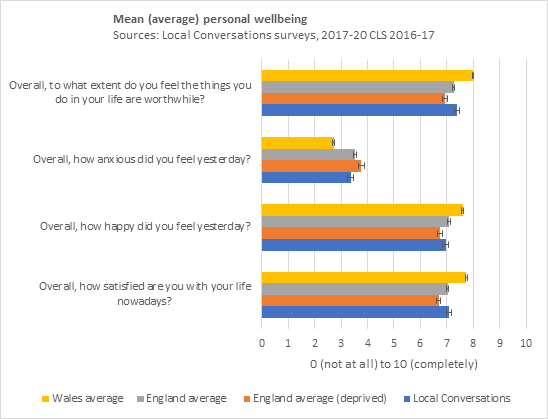 Mean (average) personal wellbeing
Sources: Local Conversations surveys, 2017-20 CLS 2016-17
Overall, to what extent do you feel the things you
do in your life are worthwhile?
Overall, how anxious did you feel yesterday?
Overall, how happy did you feel yesterday?
Overall, how satisfied are you with your life
nowadays?
0 1 2 3 4 5 6 7 8 9 10
0 (not at all) to 10 (completely)
Wales average England average England average (deprived) Local Conversations